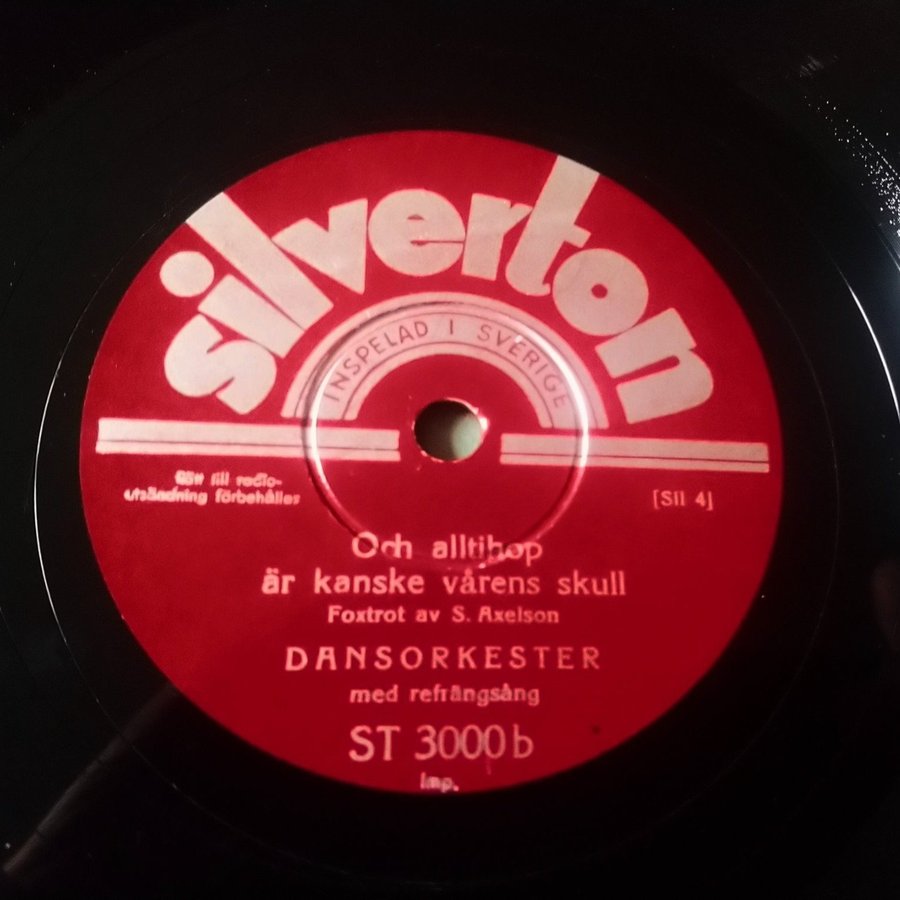 silverton
INSPELAD I SVERIGE
Rätt till radio-
utsändning förbehålles
[Sil 4]
Och alltihop
är kanske vårens skull
Foxtrot av S. Axelson
DANSORKESTER
med refrängsång
ST 3000 b
Imp.